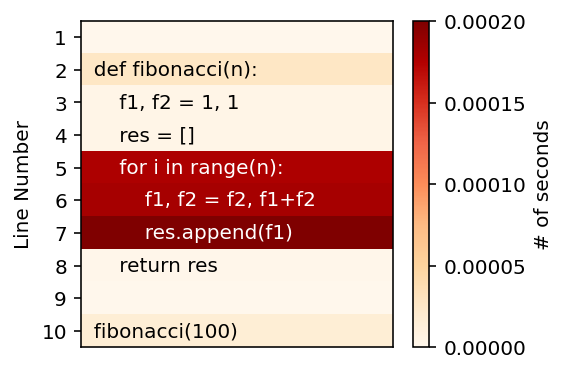 1
2 def fibonacci(n):
3 f1, f2 = 1, 1
4 res = []
5 for i in range(n):
6 f1, f2 = f2, f1+f2
7 res.append(f1)
8 return res
9
10 fibonacci(100)
Line Number
0.00020
0.00015
0.00010
0.00005
0.00000
# of seconds